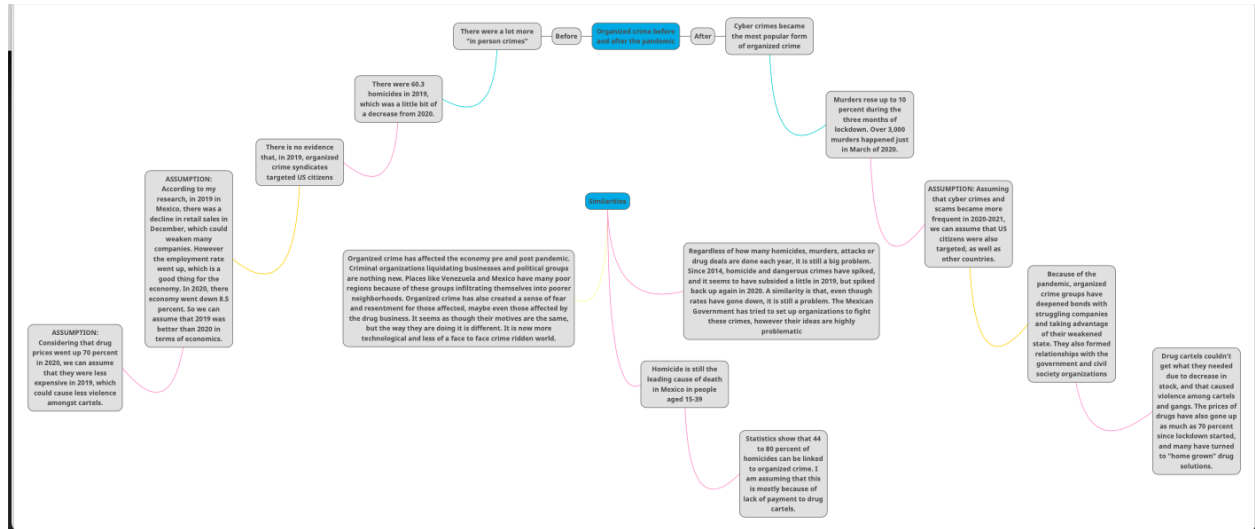 Organized crime before
and after the pandemic
Before
There were a lot more
"in person crimes"
There were 60.3
homicides in 2019,
which was a little bit of
a decrease from 2020.
There is no evidence
that, in 2019, organized
crime syndicates
targeted US citizens
ASSUMPTION:
According to my
research, in 2019 in
Mexico, there was a
decline in retail sales in
December, which could
weaken many
companies. However
the employment rate
went up, which is a
good thing for the
economy. In 2020, there
economy went down 8.5
percent. So we can
assume that 2019 was
better than 2020 in
terms of economics.
ASSUMPTION:
Considering that drug
prices went up 70 percent
in 2020, we can assume
that they were less
expensive in 2019, which
could cause less violence
amongst cartels.
After
Cyber crimes became
the most popular form
of organized crime
Murders rose up to 10
percent during the
three months of
lockdown. Over 3,000
murders happened just
in March of 2020.
ASSUMPTION: Assuming
that cyber crimes and
scams became more
frequent in 2020-2021,
we can assume that US
citizens were also
targeted, as well as
other countries.
Because of the
pandemic, organized
crime groups have
deepened bonds with
struggling companies
and taking advantage
of their weakened
state. They also formed
relationships with the
government and civil
society organizations
Drug cartels couldn't
get what they needed
due to decrease in
stock, and that caused
violence among cartels
and gangs. The prices of
drugs have also gone up
as much as 70 percent
since lockdown started,
and many have turned
to "home grown" drug
solutions.
Similarities
Organized crime has affected the economy pre and post pandemic.
Criminal organizations liquidating businesses and political groups
are nothing new. Places like Venezuela and Mexico have many poor
regions because of these groups infiltrating themselves into poorer
neighborhoods. Organized crime has also created a sense of fear
and resentment for those affected, maybe even those affected by
the drug business. It seems as though their motives are the same,
but the way they are doing it is different. It is now more
technological and less of a face to face crime ridden world.
Regardless of how many homicides, murders, attacks or
drug deals are done each year, it is still a big problem.
Since 2014, homicide and dangerous crimes have spiked,
and it seems to have subsided a little in 2019, but spiked
back up again in 2020. A similarity is that, even though
rates have gone down, it is still a problem. The Mexican
Government has tried to set up organizations to fight
these crimes, however their ideas are highly
problematic
Homicide is still the
leading cause of death
in Mexico in people
aged 15-39
Statistics show that 44
to 80 percent of
homicides can be linked
to organized crime. I
am assuming that this
is mostly because of
lack of payment to drug
cartels.